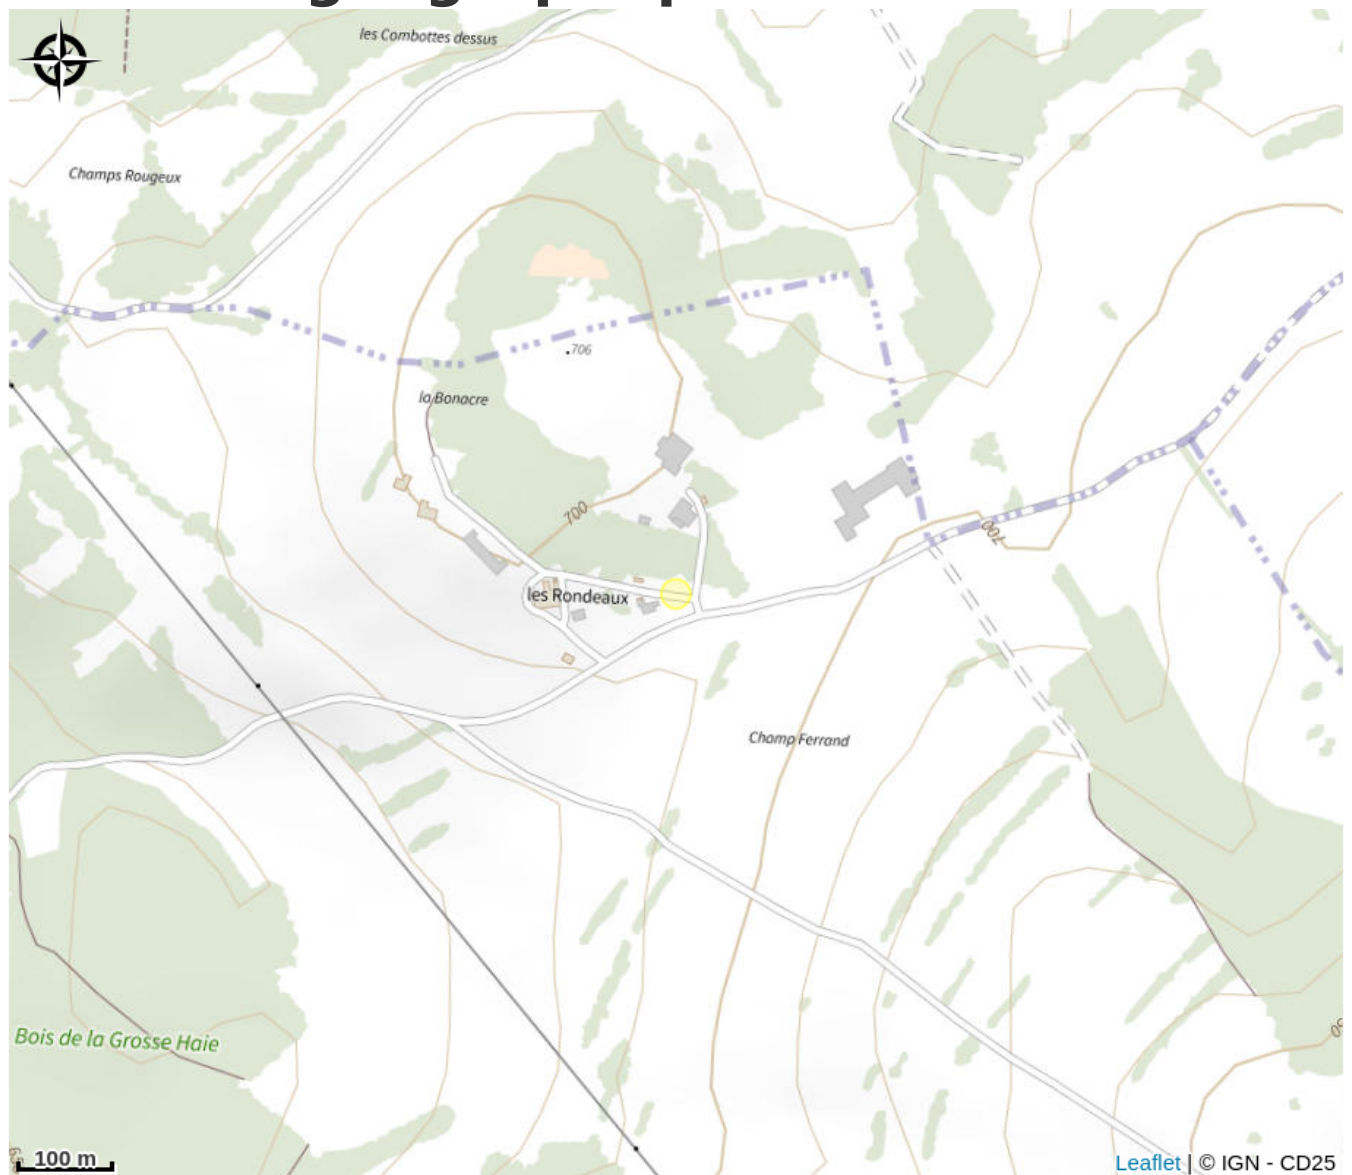 les Combottes dessus
Champs Rougeux
706
la Bonacre
700
700
les Rondeaux
Champ Ferrand
Bois de la Grosse Haie
100 m
Leaflet | © IGN - CD25